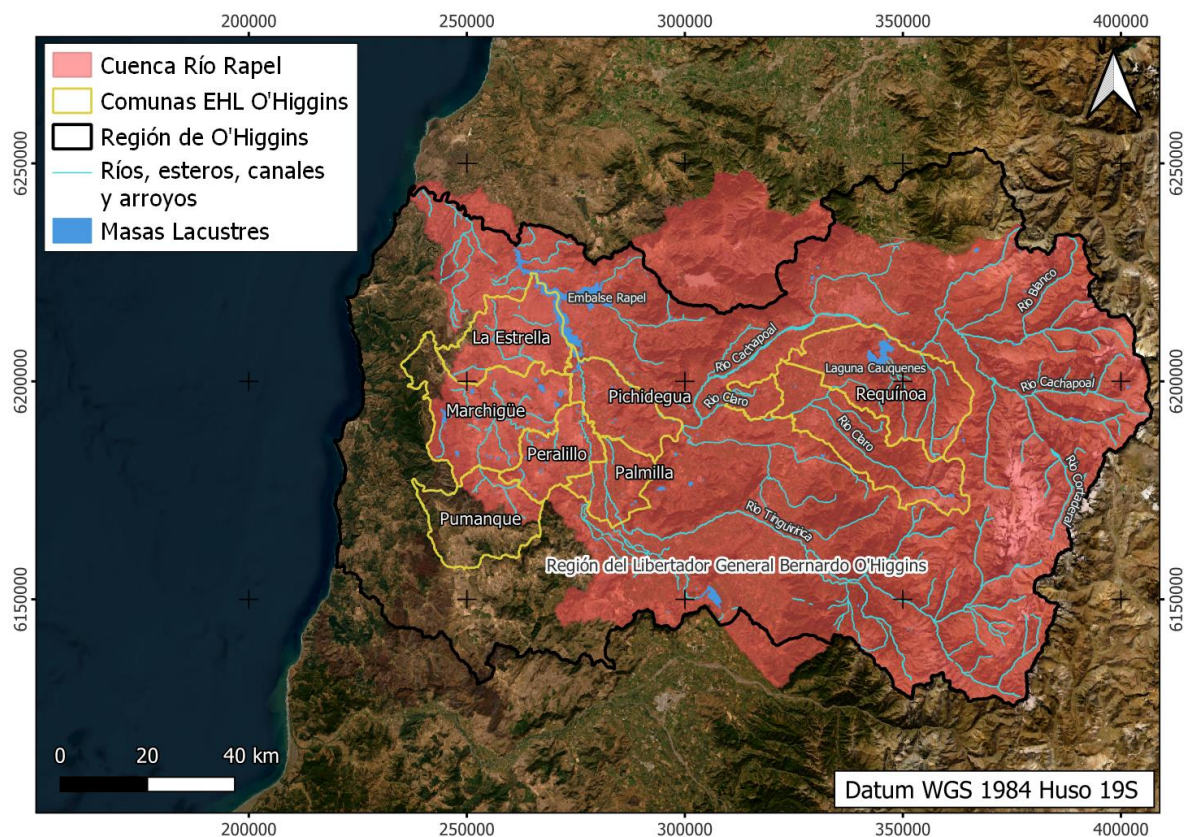 200000 250000 300000 350000 400000
Cuenca Río Rapel
Comunas EHL O'Higgins
Región de O'Higgins
Ríos, esteros, canales
y arroyos
Masas Lacustres
6250000 6250000
Río Blanco
Embalse Rapel
La Estrella
Río Cachapoal
Laguna Cauquenes
6200000 6200000
Río Cachapoal
Pichidegua
Río Claro
Requínoa
Marchigüe
Río Claro
Peralillo
Palmilla
Río Cortaderal
Pumanque
Río Tinguiririca
Región del Libertador General Bernardo O'Higgins
6150000 6150000
0 20 40 km
Datum WGS 1984 Huso 19S
200000 250000 300000 350000 400000